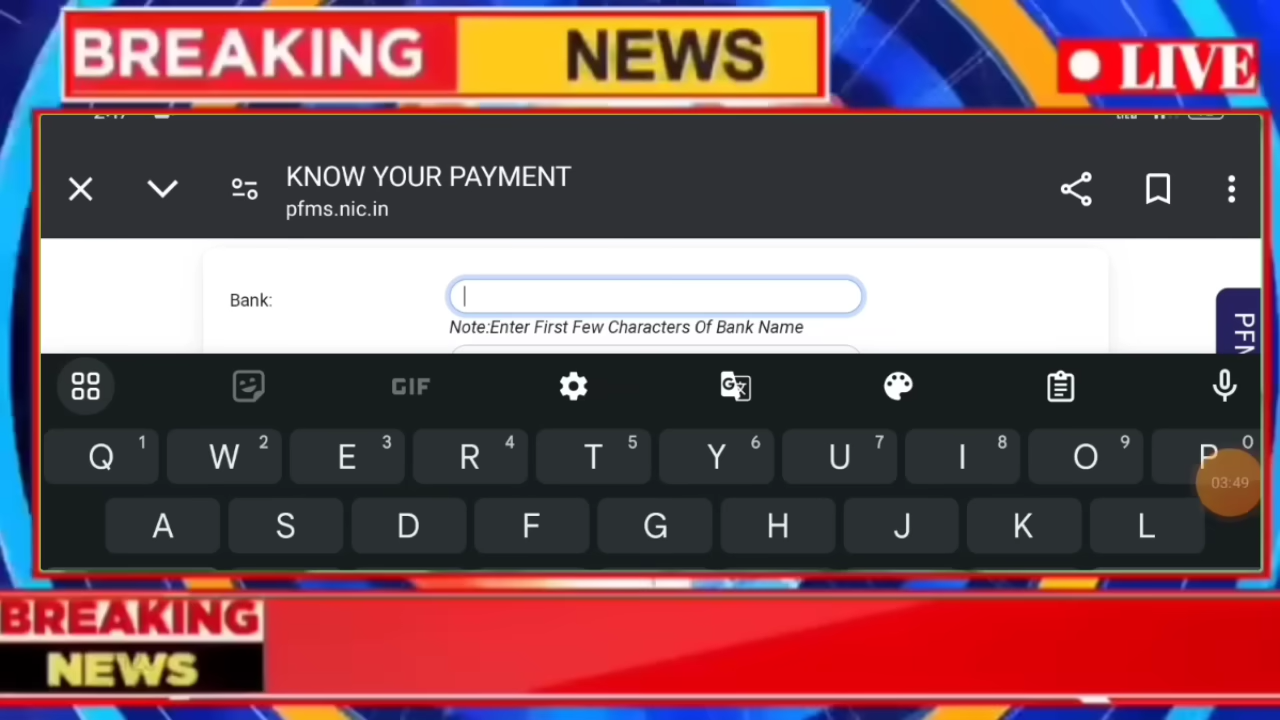 BREAKING NEWS
LIVE
KNOW YOUR PAYMENT
pfms.nic.in
Bank:
Note:Enter First Few Characters Of Bank Name
GIF
Q 1 W 2 E 3 R 4 T 5 Y 6 U 7 I 8 O 9 P 0
03:49
A S D F G H J K L
BREAKING
NEWS